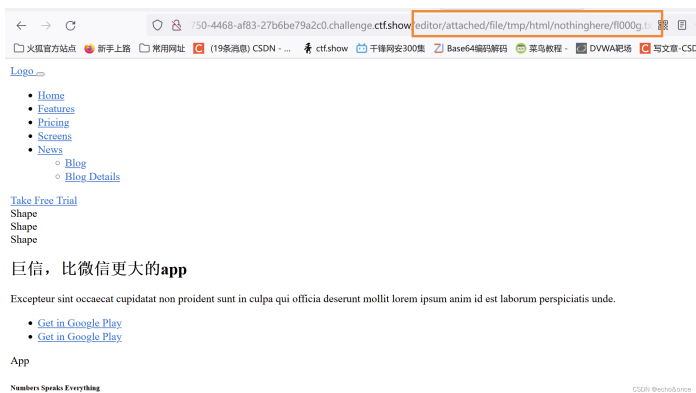 750-4468-af83-27b6be79a2c0.challenge.ctf.show/editor/attached/file/tmp/html/nothinghere/fl000g.tx
火狐官方站点 新手上路 常用网址 (19条消息) CSDN - ... ctf.show 千锋网安300集 Base64编码解码 菜鸟教程 - DVWA靶场 写文章-CSD
Logo
Home
Features
Pricing
Screens
News
Blog
Blog Details
Take Free Trial
Shape
Shape
Shape
巨信，比微信更大的app
Excepteur sint occaecat cupidatat non proident sunt in culpa qui officia deserunt mollit lorem ipsum anim id est laborum perspiciatis unde.
Get in Google Play
Get in Google Play
App
Numbers Speaks Everything
CSDN @echo&once